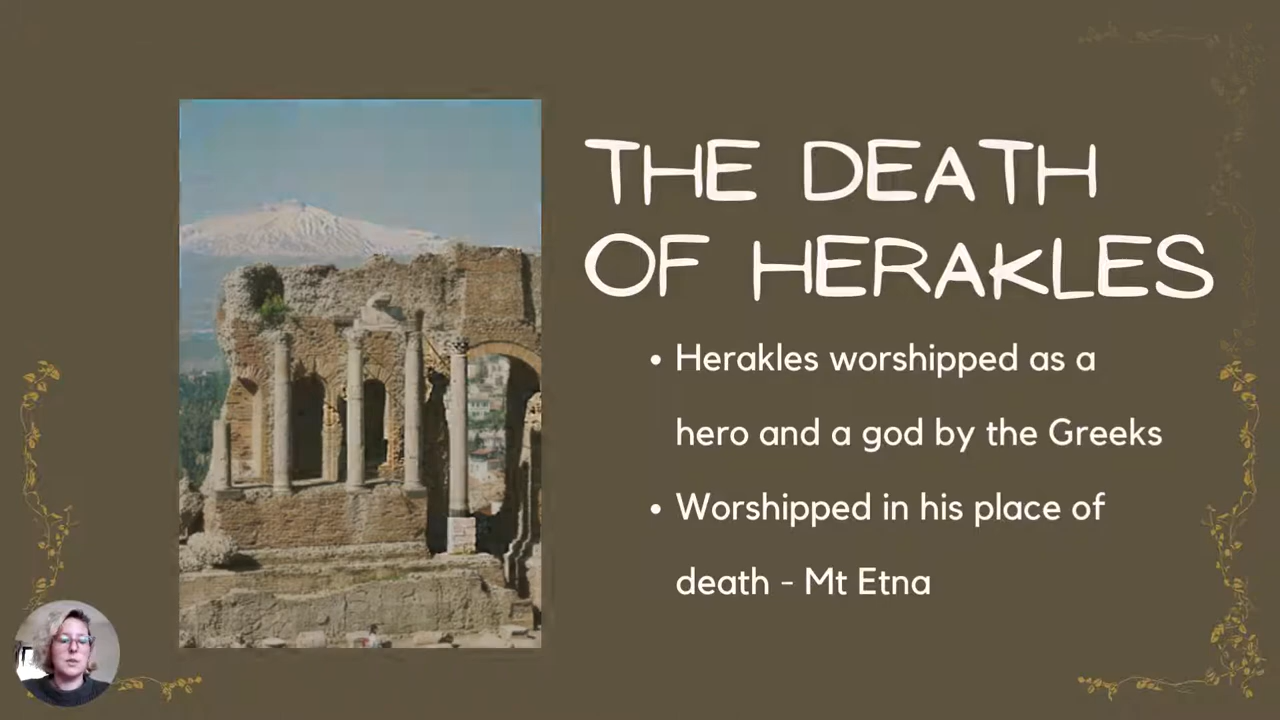 THE DEATH
OF HERAKLES
• Herakles worshipped as a
hero and a god by the Greeks
• Worshipped in his place of
death - Mt Etna